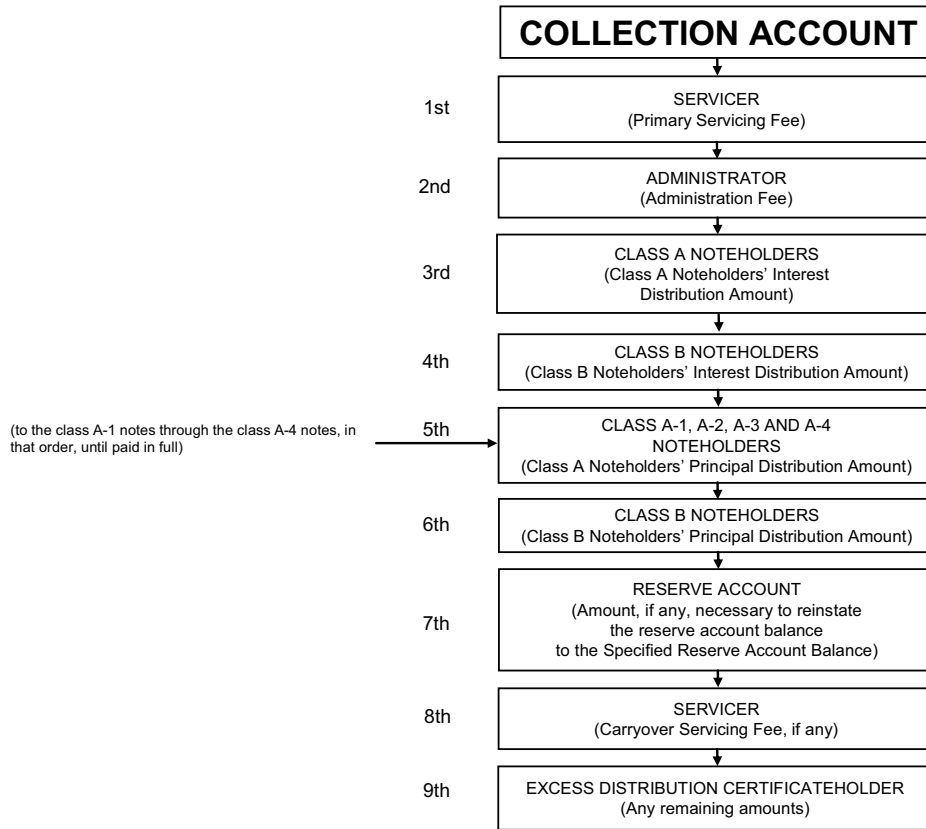 COLLECTION ACCOUNT
1st
SERVICER
(Primary Servicing Fee)
2nd
ADMINISTRATOR
(Administration Fee)
3rd
CLASS A NOTEHOLDERS
(Class A Noteholders’ Interest
Distribution Amount)
4th
CLASS B NOTEHOLDERS
(Class B Noteholders’ Interest Distribution Amount)
(to the class A-1 notes through the class A-4 notes, in
that order, until paid in full)
5th
CLASS A-1, A-2, A-3 AND A-4
NOTEHOLDERS
(Class A Noteholders’ Principal Distribution Amount)
6th
CLASS B NOTEHOLDERS
(Class B Noteholders’ Principal Distribution Amount)
7th
RESERVE ACCOUNT
(Amount, if any, necessary to reinstate
the reserve account balance
to the Specified Reserve Account Balance)
8th
SERVICER
(Carryover Servicing Fee, if any)
9th
EXCESS DISTRIBUTION CERTIFICATEHOLDER
(Any remaining amounts)